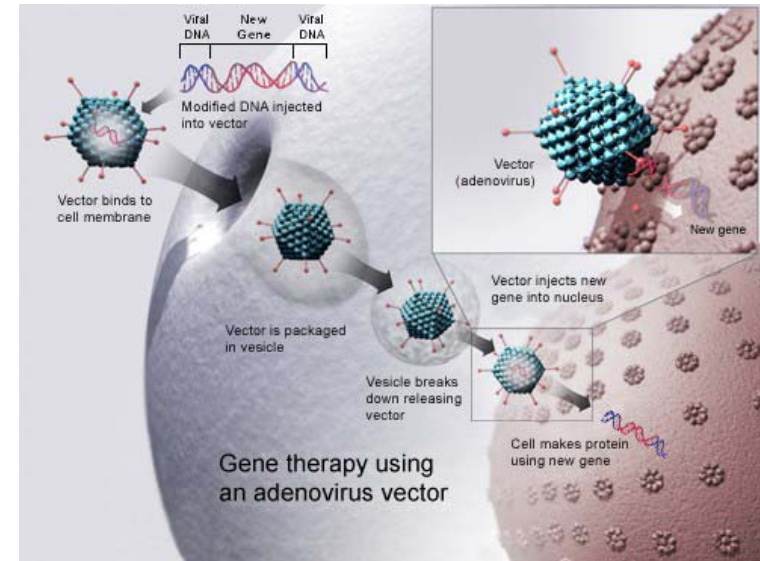 Viral DNA
New Gene
Viral DNA
Modified DNA injected
into vector
Vector binds to
cell membrane
Vector is packaged
in vesicle
Vesicle breaks
down releasing
vector
Vector injects new
gene into nucleus
Cell makes protein
using new gene
Vector
(adenovirus)
New gene
Gene therapy using
an adenovirus vector